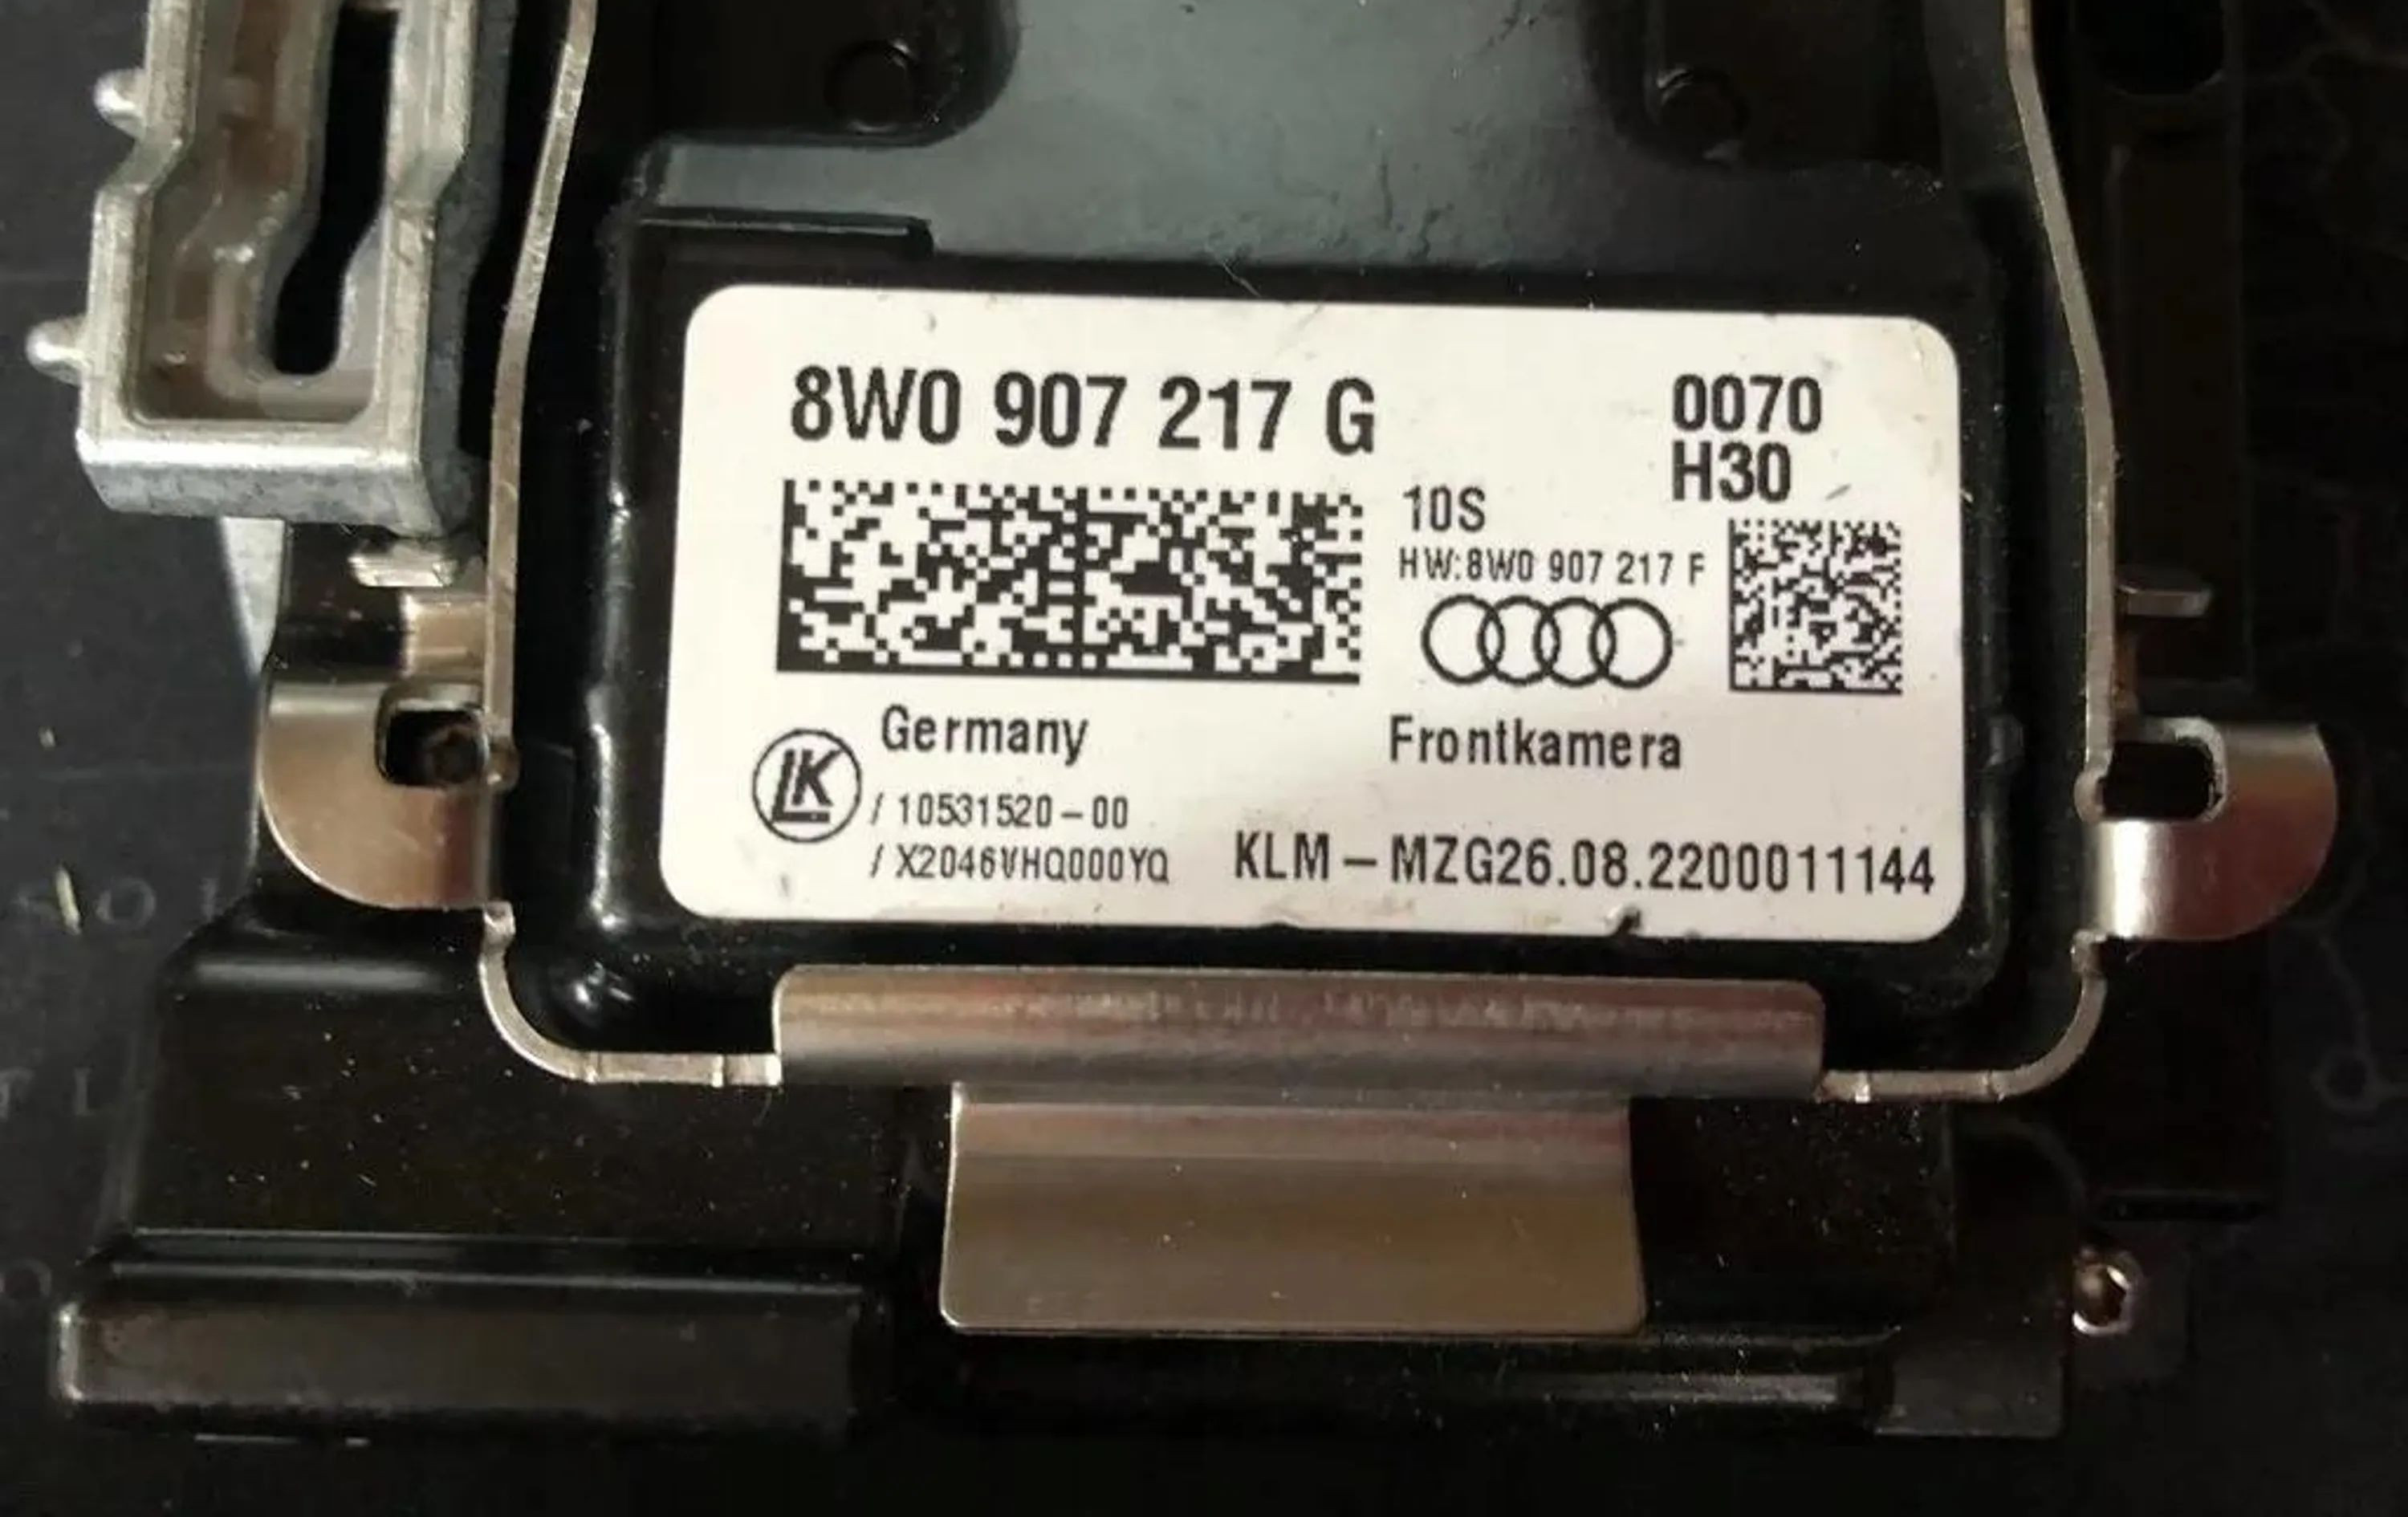 8W0 907 217 G
0070
H30
10S
HW:8W0 907 217 F
Germany
Frontkamera
LK
/ 10531520-00
/ X2046VHQ000YQ
KLM-MZG26.08.2200011144